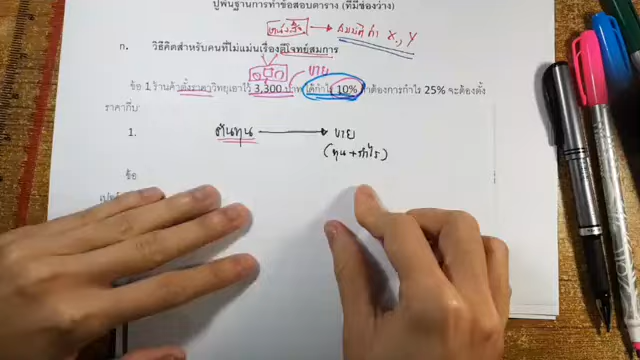 ปูพื้นฐานการทำข้อสอบตาราง (ที่มีช่องว่าง)
สมมติค่า x, y
ก. วิธีคิดสำหรับคนที่ไม่แม่นเรื่องตีโจทย์สมการ
ขาย
ข้อ 1 ร้านค้าตั้งราคาวิทยุเอาไว้ 3,300 บาท ได้กำไร 10% ถ้าต้องการกำไร 25% จะต้องตั้ง
ราคากี่บ
1. ต้นทุน → ขาย
(ทุน + กำไร)
ข้อ